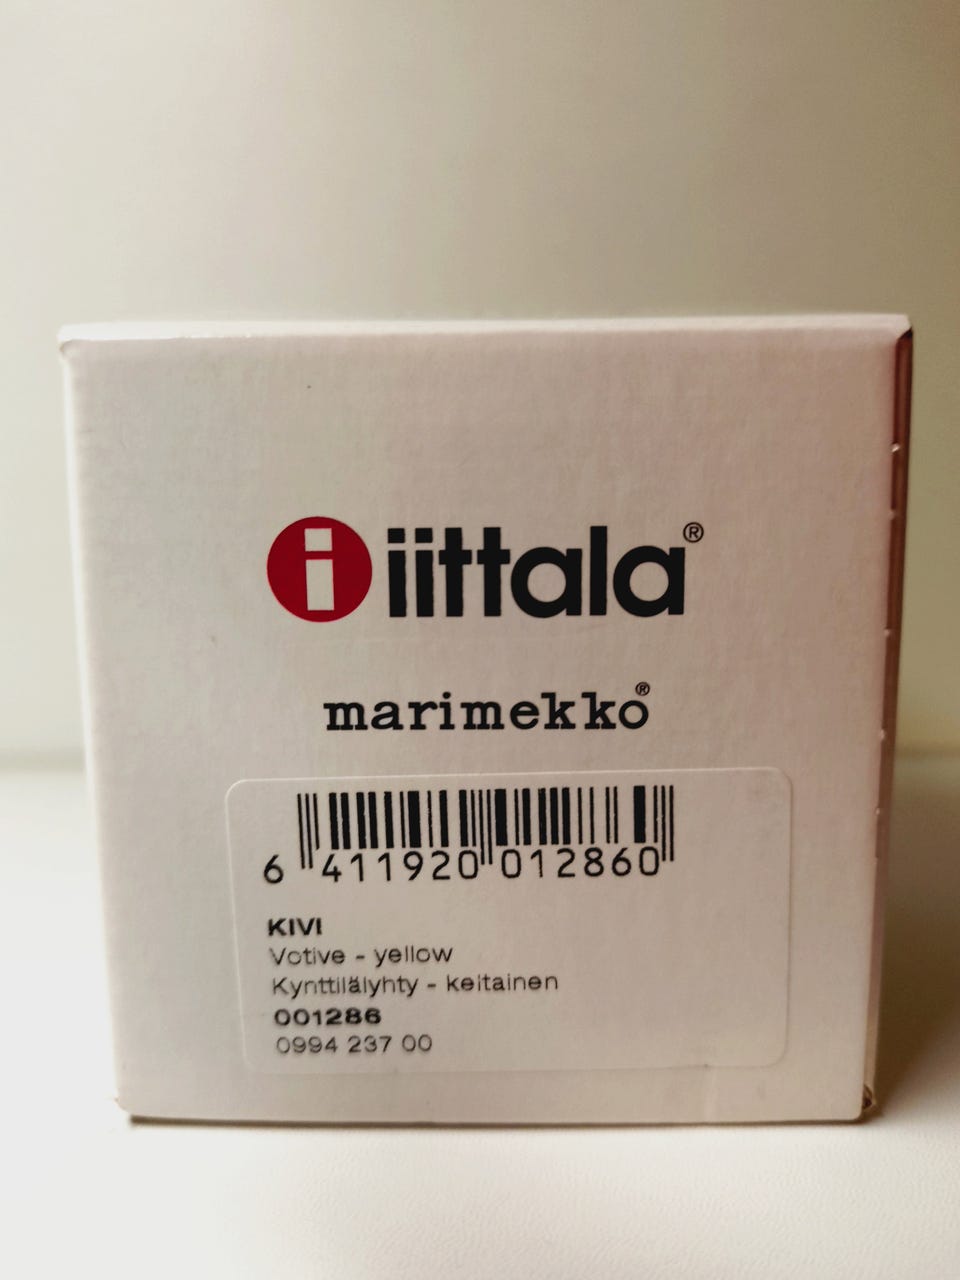 i iittala®
marimekko®
6 411920 012860
KIVI
Votive - yellow
Kynttilälyhty - keltainen
001286
0994 237 00